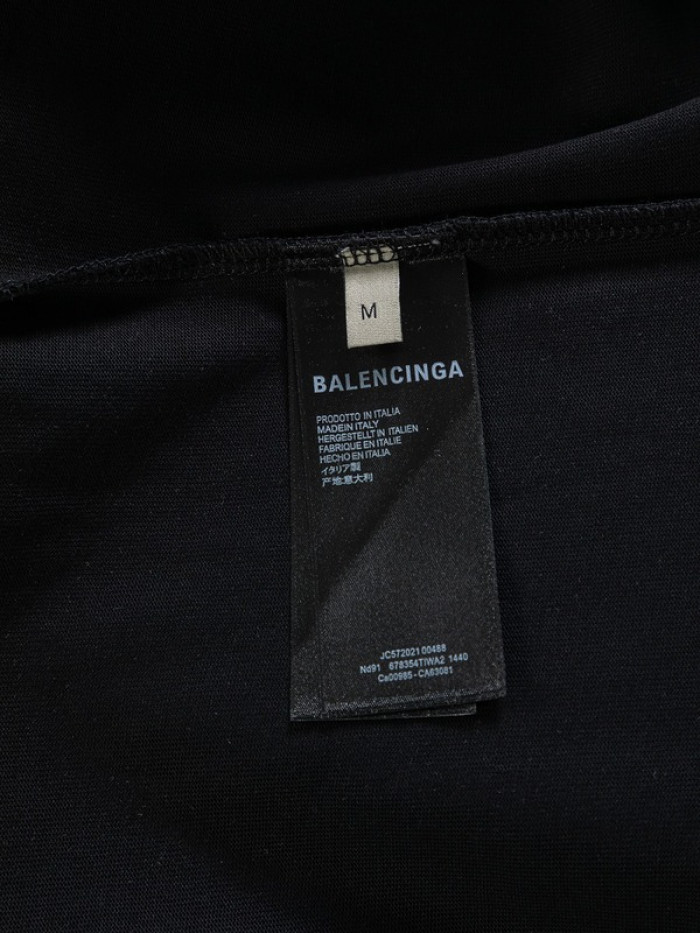 M
BALENCINGA
PRODOTTO IN ITALIA
MADEIN ITALY
HERGESTELLT IN ITALIEN
FABRIQUE EN ITALIE
HECHO EN ITALIA
イタリア製
产地:意大利
JC572021 00488
Nd91 678354TIWA2 1440
Ca00985-CA63081